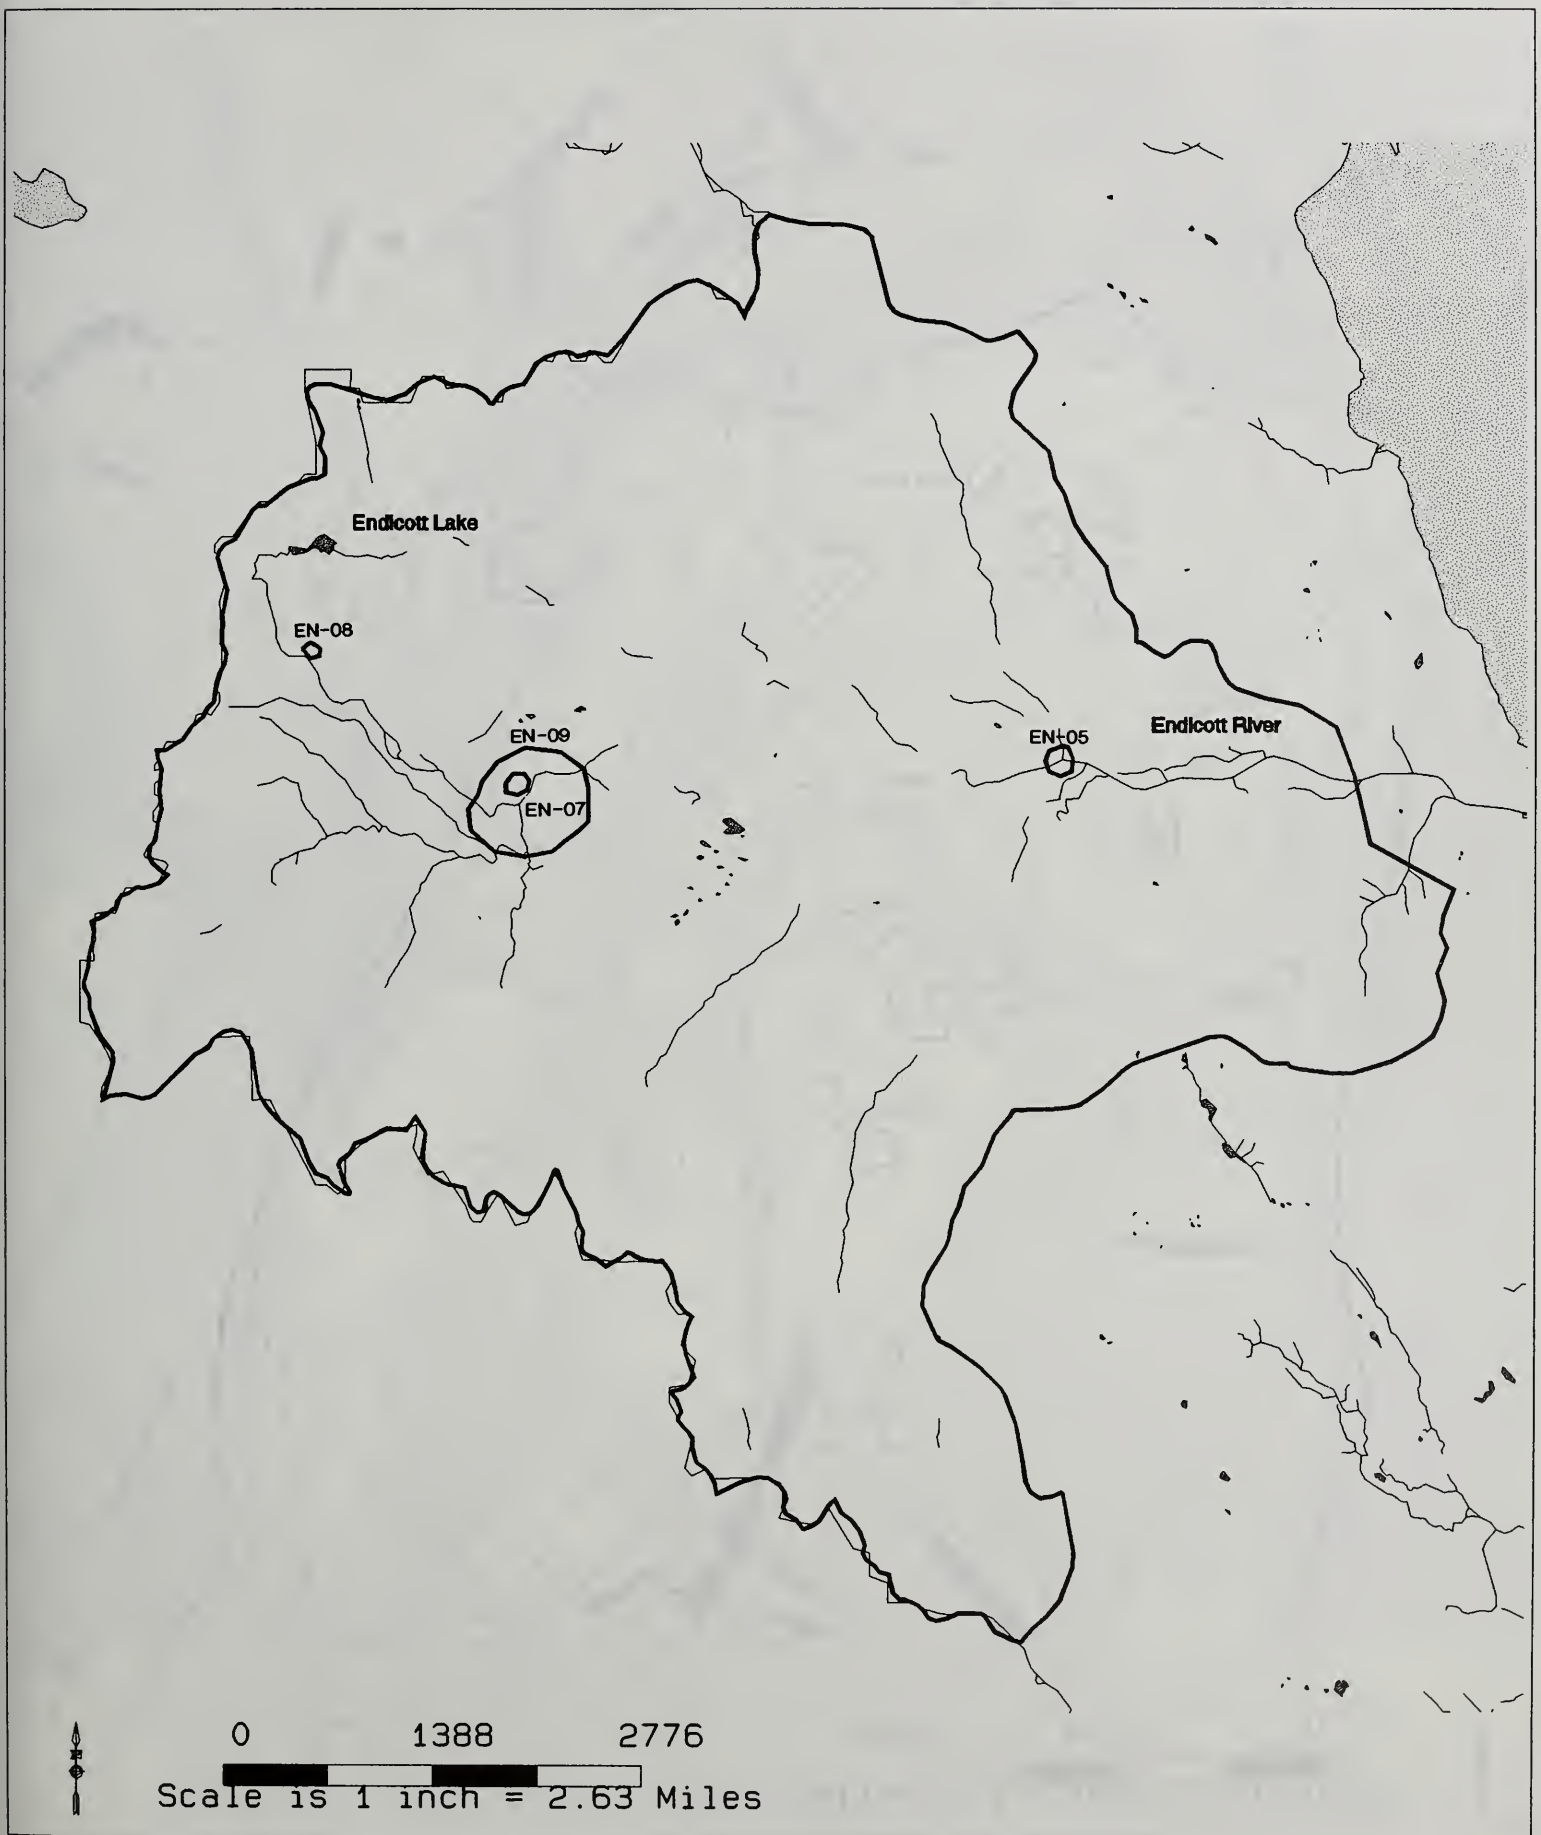 Endicott Lake
EN-08
EN-09
EN-07
EN-05
Endicott River
0 1388 2776
Scale is 1 inch = 2.63 Miles